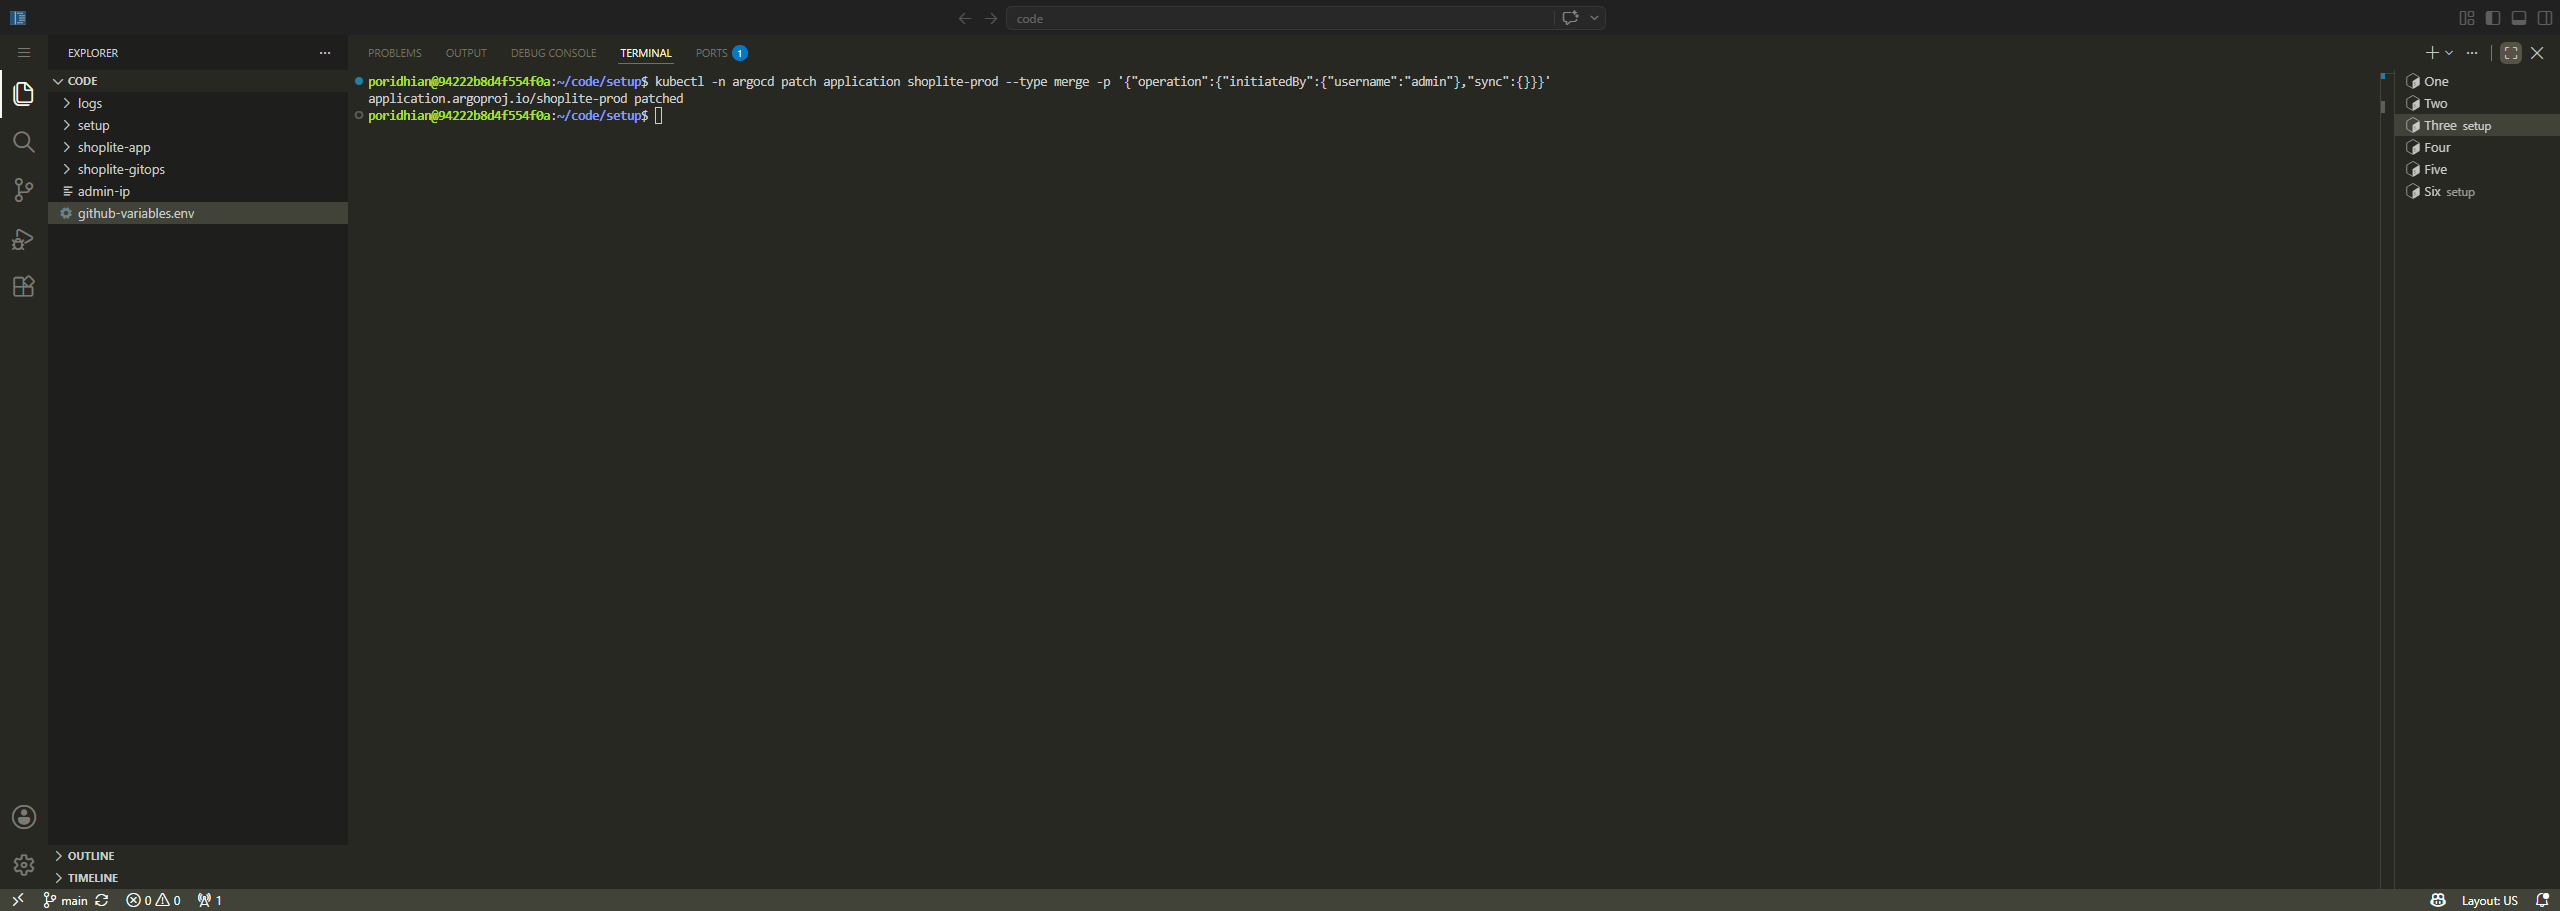 code
EXPLORER
CODE
logs
setup
shoplite-app
shoplite-gitops
admin-ip
github-variables.env
OUTLINE
TIMELINE
PROBLEMS OUTPUT DEBUG CONSOLE TERMINAL PORTS 1
poridhian@94222b8d4f554f0a:~/code/setup$ kubectl -n argocd patch application shoplite-prod --type merge -p '{"operation":{"initiatedBy":{"username":"admin"},"sync":{}}}'
application.argoproj.io/shoplite-prod patched
poridhian@94222b8d4f554f0a:~/code/setup$
One
Two
Three setup
Four
Five
Six setup
main 0 0 1 Layout: US